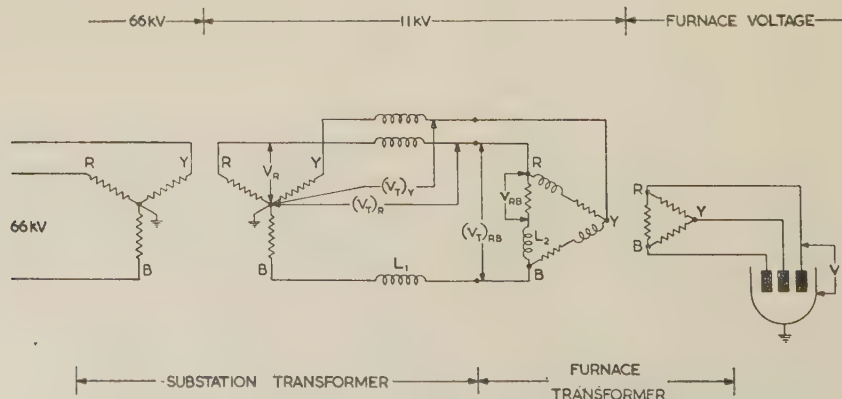 66kV
11kV
FURNACE VOLTAGE
R
Y
R
Y
V_R
(V_T)_Y
(V_T)_R
R
V_RB
(V_T)_RB
Y
L_2
R
Y
66kV
B
B
L_1
B
B
V
SUBSTATION TRANSFORMER
FURNACE
TRANSFORMER